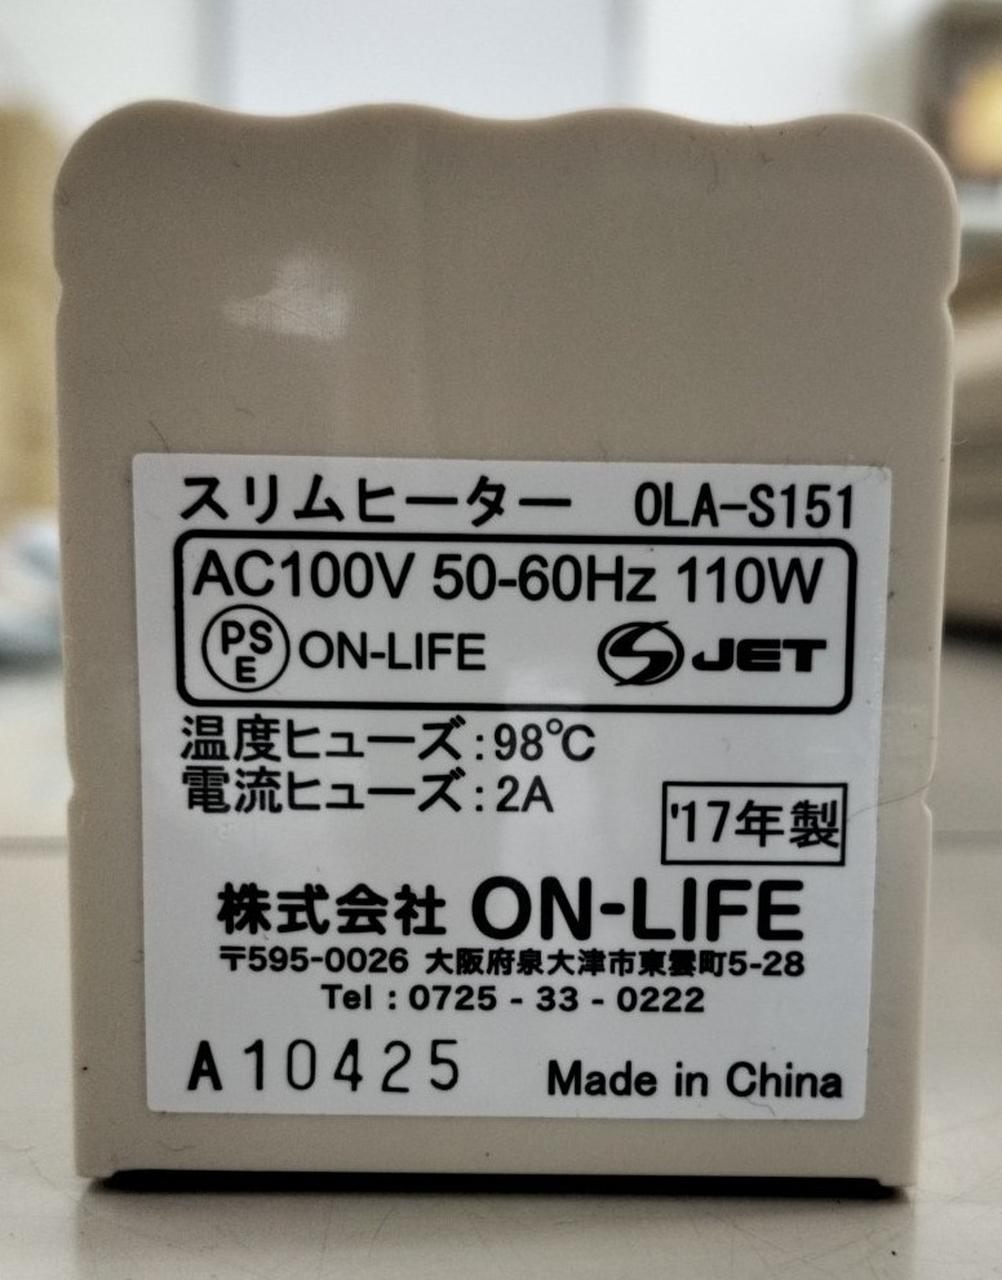 スリムヒーター OLA-S151
AC100V 50-60Hz 110W
PSE ON-LIFE JET
温度ヒューズ:98℃
電流ヒューズ:2A
'17年製
株式会社 ON-LIFE
〒595-0026 大阪府泉大津市東雲町5-28
Tel : 0725 - 33 - 0222
A10425 Made in China